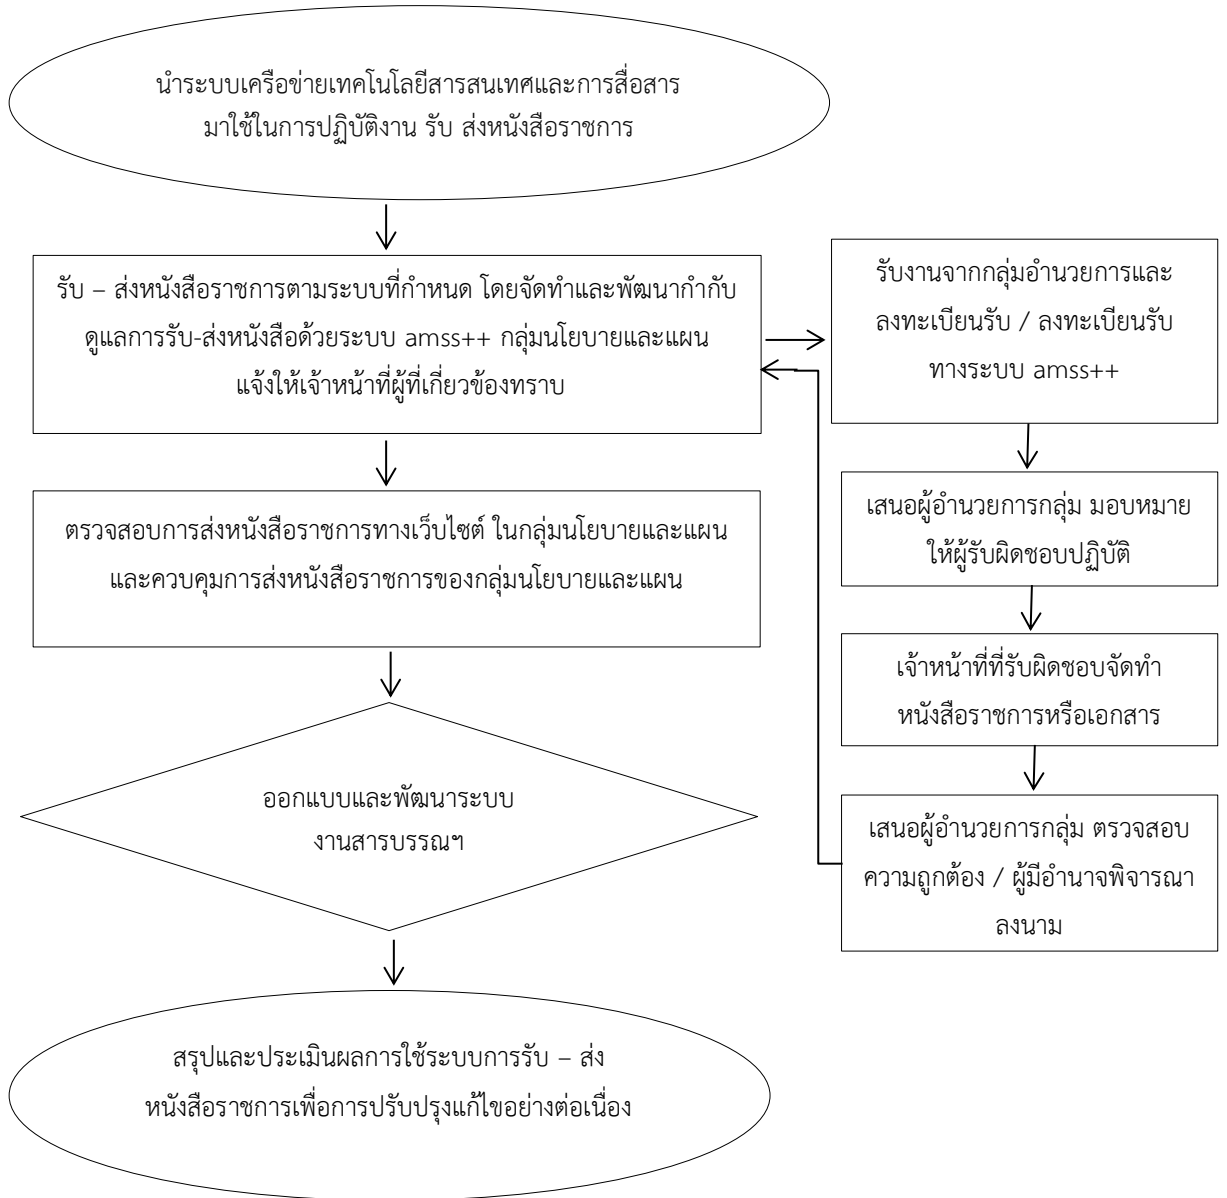 นำระบบเครือข่ายเทคโนโลยีสารสนเทศและการสื่อสาร
มาใช้ในการปฏิบัติงาน รับ ส่งหนังสือราชการ
รับ – ส่งหนังสือราชการตามระบบที่กำหนด โดยจัดทำและพัฒนากำกับ
ดูแลการรับ-ส่งหนังสือด้วยระบบ amss++ กลุ่มนโยบายและแผน
แจ้งให้เจ้าหน้าที่ผู้ที่เกี่ยวข้องทราบ
รับงานจากกลุ่มอำนวยการและ
ลงทะเบียนรับ / ลงทะเบียนรับ
ทางระบบ amss++
เสนอผู้อำนวยการกลุ่ม มอบหมาย
ให้ผู้รับผิดชอบปฏิบัติ
เจ้าหน้าที่ที่รับผิดชอบจัดทำ
หนังสือราชการหรือเอกสาร
เสนอผู้อำนวยการกลุ่ม ตรวจสอบ
ความถูกต้อง / ผู้มีอำนาจพิจารณา
ลงนาม
ตรวจสอบการส่งหนังสือราชการทางเว็บไซต์ ในกลุ่มนโยบายและแผน
และควบคุมการส่งหนังสือราชการของกลุ่มนโยบายและแผน
ออกแบบและพัฒนาระบบ
งานสารบรรณฯ
สรุปและประเมินผลการใช้ระบบการรับ – ส่ง
หนังสือราชการเพื่อการปรับปรุงแก้ไขอย่างต่อเนื่อง